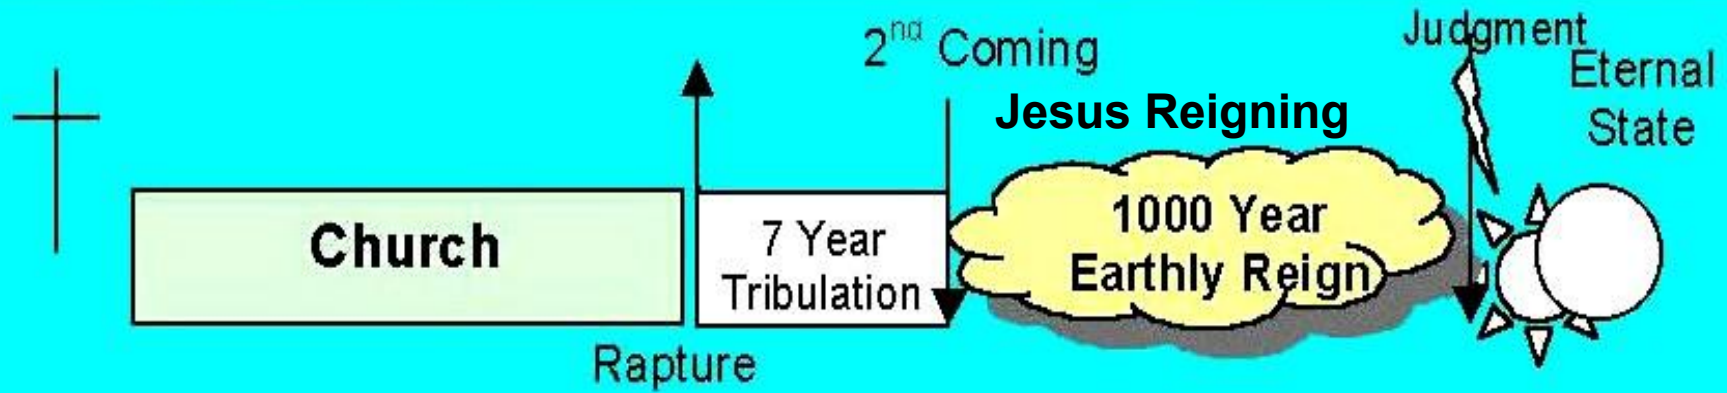 Church
Rapture
7 Year
Tribulation
2nd Coming
Jesus Reigning
1000 Year
Earthly Reign
Judgment
Eternal
State